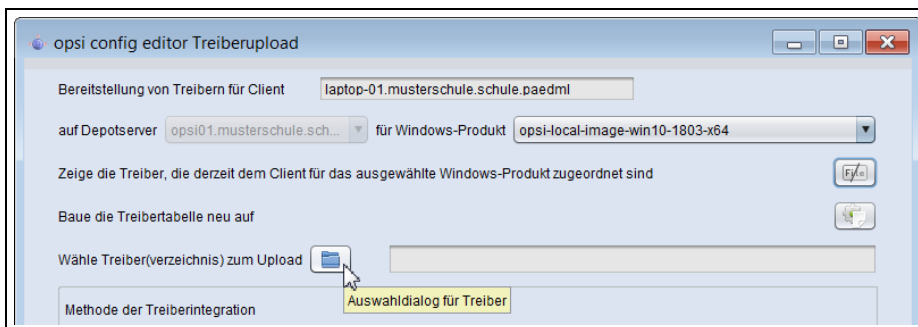 opsi config editor Treiberupload
Bereitstellung von Treibern für Client laptop-01.musterschule.schule.paedml
auf Depotserver opsi01.musterschule.sch... für Windows-Produkt opsi-local-image-win10-1803-x64
Zeige die Treiber, die derzeit dem Client für das ausgewählte Windows-Produkt zugeordnet sind
Baue die Treibertabelle neu auf
Wähle Treiber(verzeichnis) zum Upload
Auswahldialog für Treiber
Methode der Treiberintegration